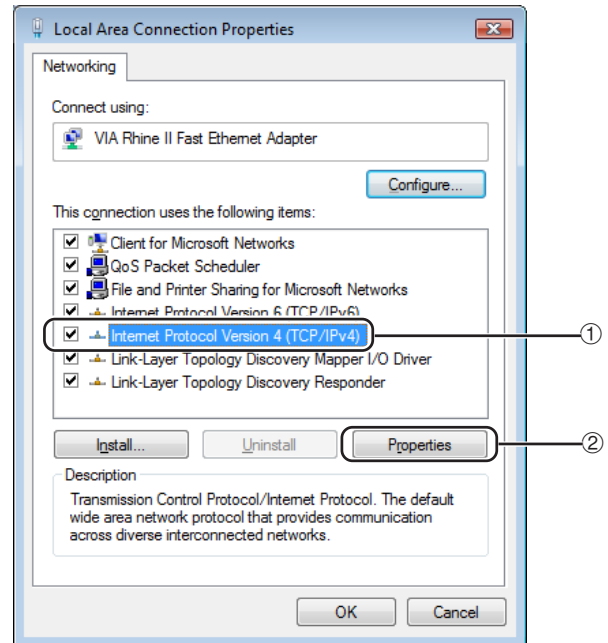 Local Area Connection Properties
Networking
Connect using:
VIA Rhine II Fast Ethernet Adapter
Configure...
This connection uses the following items:
Client for Microsoft Networks
QoS Packet Scheduler
File and Printer Sharing for Microsoft Networks
Internet Protocol Version 6 (TCP/IPv6)
Internet Protocol Version 4 (TCP/IPv4)
①
Link-Layer Topology Discovery Mapper I/O Driver
Link-Layer Topology Discovery Responder
Install...
Uninstall
Properties
②
Description
Transmission Control Protocol/Internet Protocol. The default
wide area network protocol that provides communication
across diverse interconnected networks.
OK
Cancel